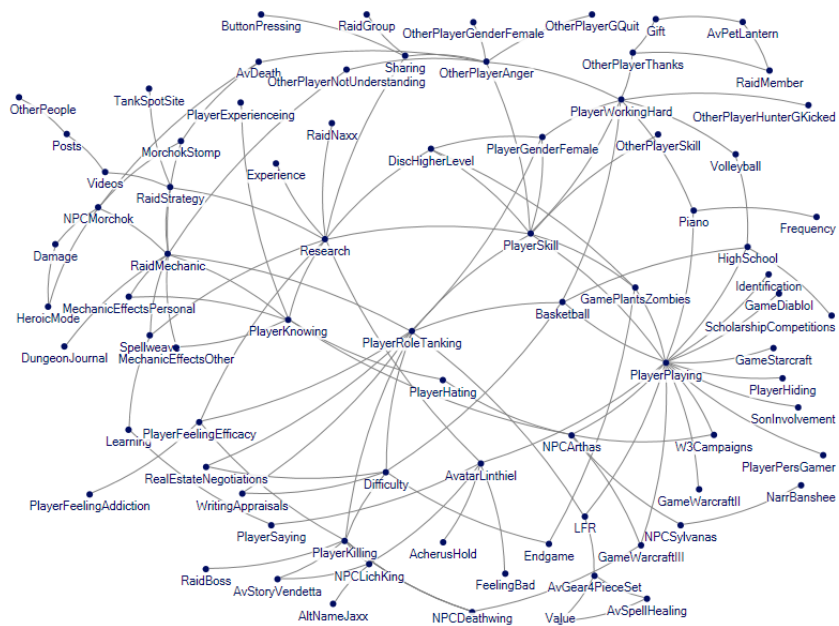 ButtonPressing
RaidGroup
OtherPlayerGenderFemale
OtherPlayerGQuit
Gift
AvPetLantern
AvDeath
Sharing
OtherPlayerNotUnderstanding
OtherPlayerAnger
OtherPlayerThanks
RaidMember
TankSpotSite
OtherPeople
PlayerExperienceing
PlayerWorkingHard
OtherPlayerHunterGKicked
Posts
MorchokStomp
RaidNaxx
DiscHigherLevel
PlayerGenderFemale
OtherPlayerSkill
Volleyball
Videos
RaidStrategy
Experience
NPCMorchok
Piano
Frequency
Damage
RaidMechanic
Research
PlayerSkill
HighSchool
Identification
GameDiabloI
HeroicMode
MechanicEffectsPersonal
GamePlantsZombies
Basketball
ScholarshipCompetitions
DungeonJournal
Spellweave
MechanicEffectsOther
PlayerKnowing
PlayerRoleTanking
GameStarcraft
PlayerPlaying
PlayerHiding
PlayerHating
SonInvolvement
Learning
PlayerFeelingEfficacy
NPCArthas
W3Campaigns
PlayerPersGamer
RealEstateNegotiations
Difficulty
AvatarLinthiel
PlayerFeelingAddiction
WritingAppraisals
GameWarcraftII
NarrBanshee
PlayerSaying
LFR
NPCSylvanas
PlayerKilling
AcherusHold
Endgame
GameWarcraftIII
RaidBoss
NPCLichKing
FeelingBad
AvGear4PieceSet
AvStoryVendetta
AltNameJaxx
NPCDeathwing
Value
AvSpellHealing